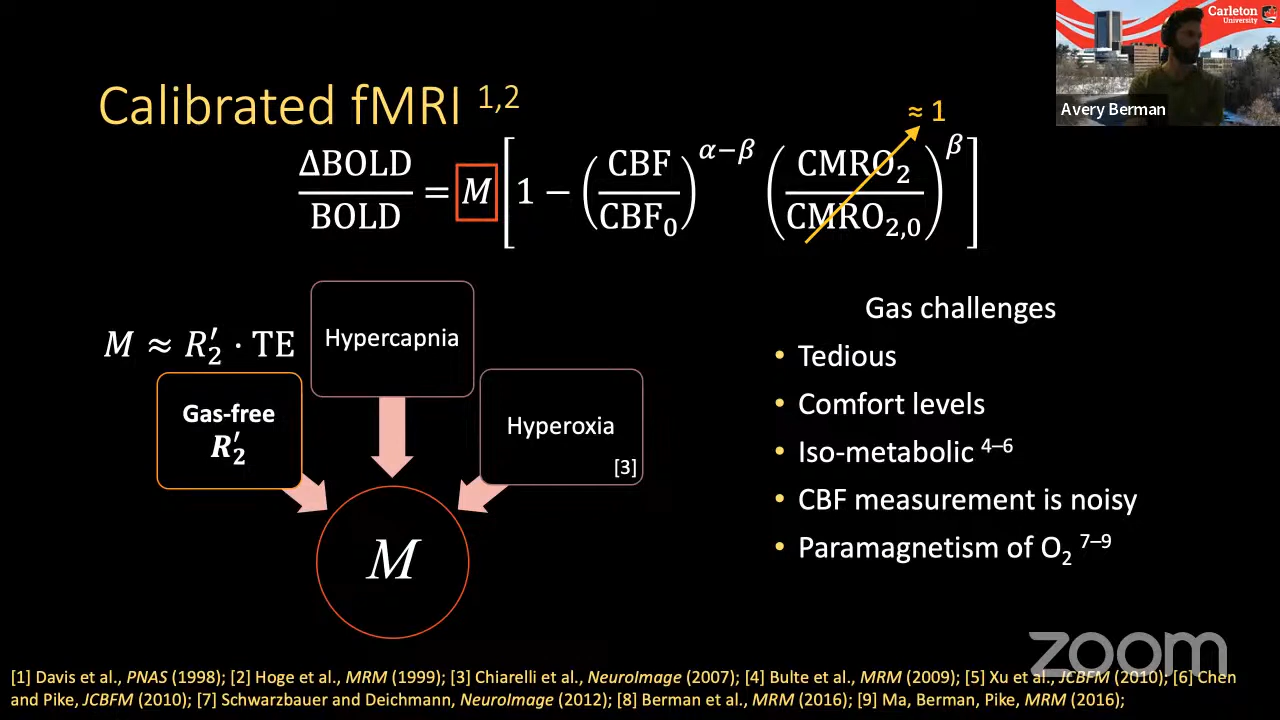 Carleton
University
Avery Berman
Calibrated fMRI 1,2
≈ 1
ΔBOLD/BOLD = M [1 − (CBF/CBF₀)^α−β (CMRO₂/CMRO₂,₀)^β]
M ≈ R₂′ · TE
Hypercapnia
Gas-free
R₂′
Hyperoxia
[3]
M
Gas challenges
• Tedious
• Comfort levels
• Iso-metabolic 4–6
• CBF measurement is noisy
• Paramagnetism of O₂ 7–9
zoom
[1] Davis et al., PNAS (1998); [2] Hoge et al., MRM (1999); [3] Chiarelli et al., NeuroImage (2007); [4] Bulte et al., MRM (2009); [5] Xu et al., JCBFM (2010); [6] Chen
and Pike, JCBFM (2010); [7] Schwarzbauer and Deichmann, NeuroImage (2012); [8] Berman et al., MRM (2016); [9] Ma, Berman, Pike, MRM (2016);